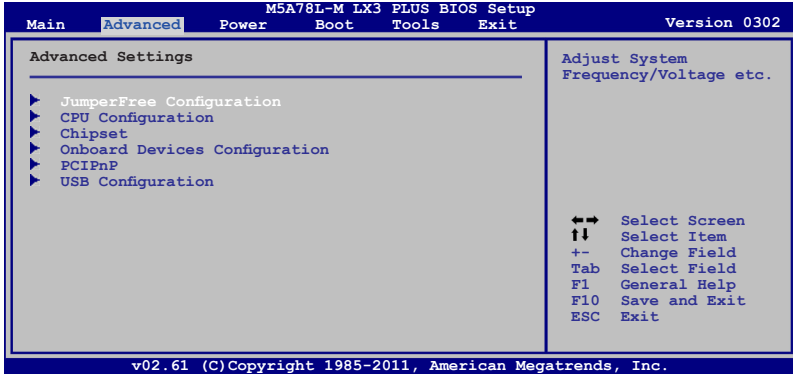 M5A78L-M LX3 PLUS BIOS Setup
Main Advanced Power Boot Tools Exit Version 0302
Advanced Settings
JumperFree Configuration
CPU Configuration
Chipset
Onboard Devices Configuration
PCIPnP
USB Configuration
Adjust System
Frequency/Voltage etc.
←→ Select Screen
↑↓ Select Item
+- Change Field
Tab Select Field
F1 General Help
F10 Save and Exit
ESC Exit
v02.61 (C)Copyright 1985-2011, American Megatrends, Inc.